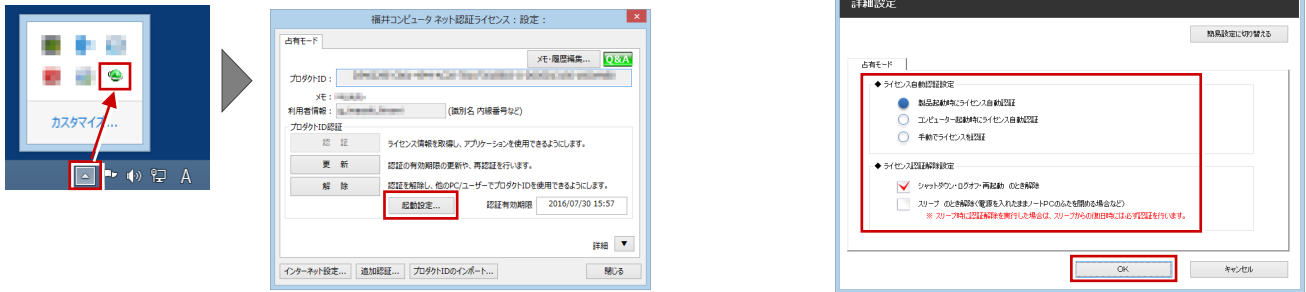 カスタマイズ...
A
福井コンピュータ ネット認証ライセンス：設定：
占有モード
メモ・履歴編集... Q&A
プロダクトID：
メモ：
利用者情報： (識別名 内線番号など)
プロダクトID認証
認 証 ライセンス情報を取得し、アプリケーションを使用できるようにします。
更 新 認証の有効期限の更新や、再認証を行います。
解 除 認証を解除し、他のPC/ユーザーでプロダクトIDを使用できるようにします。
起動設定... 認証有効期限 2016/07/30 15:57
詳細 ▼
インターネット設定... 追加認証... プロダクトIDのインポート... 閉じる
詳細設定
簡易設定に切り替える
占有モード
◆ ライセンス自動認証設定
製品起動時にライセンス自動認証
コンピューター起動時にライセンス自動認証
手動でライセンスを認証
◆ ライセンス認証解除設定
シャットダウン・ログオフ・再起動 のとき解除
スリープ のとき解除(電源を入れたままノートPCのふたを閉める場合など)
※ スリープ時に認証解除を実行した場合は、スリープからの復旧時には必ず認証を行います。
OK キャンセル